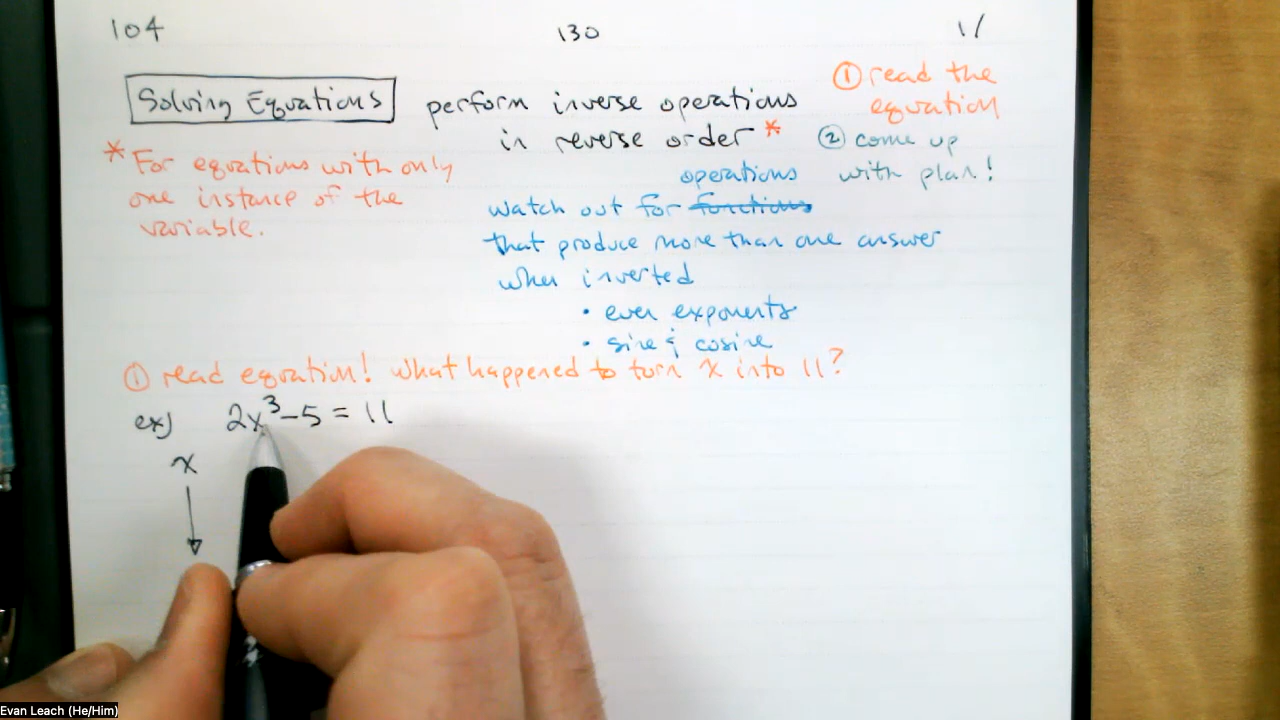 104 130 11
Solving Equations perform inverse operations
in reverse order *
① read the
equation
② come up
with plan!
* For equations with only
one instance of the
variable.
operations
watch out for functions
that produce more than one answer
when inverted
• even exponents
• sine & cosine
① read equation! What happened to turn x into 11?
ex) 2x³-5 = 11
x
Evan Leach (He/Him)